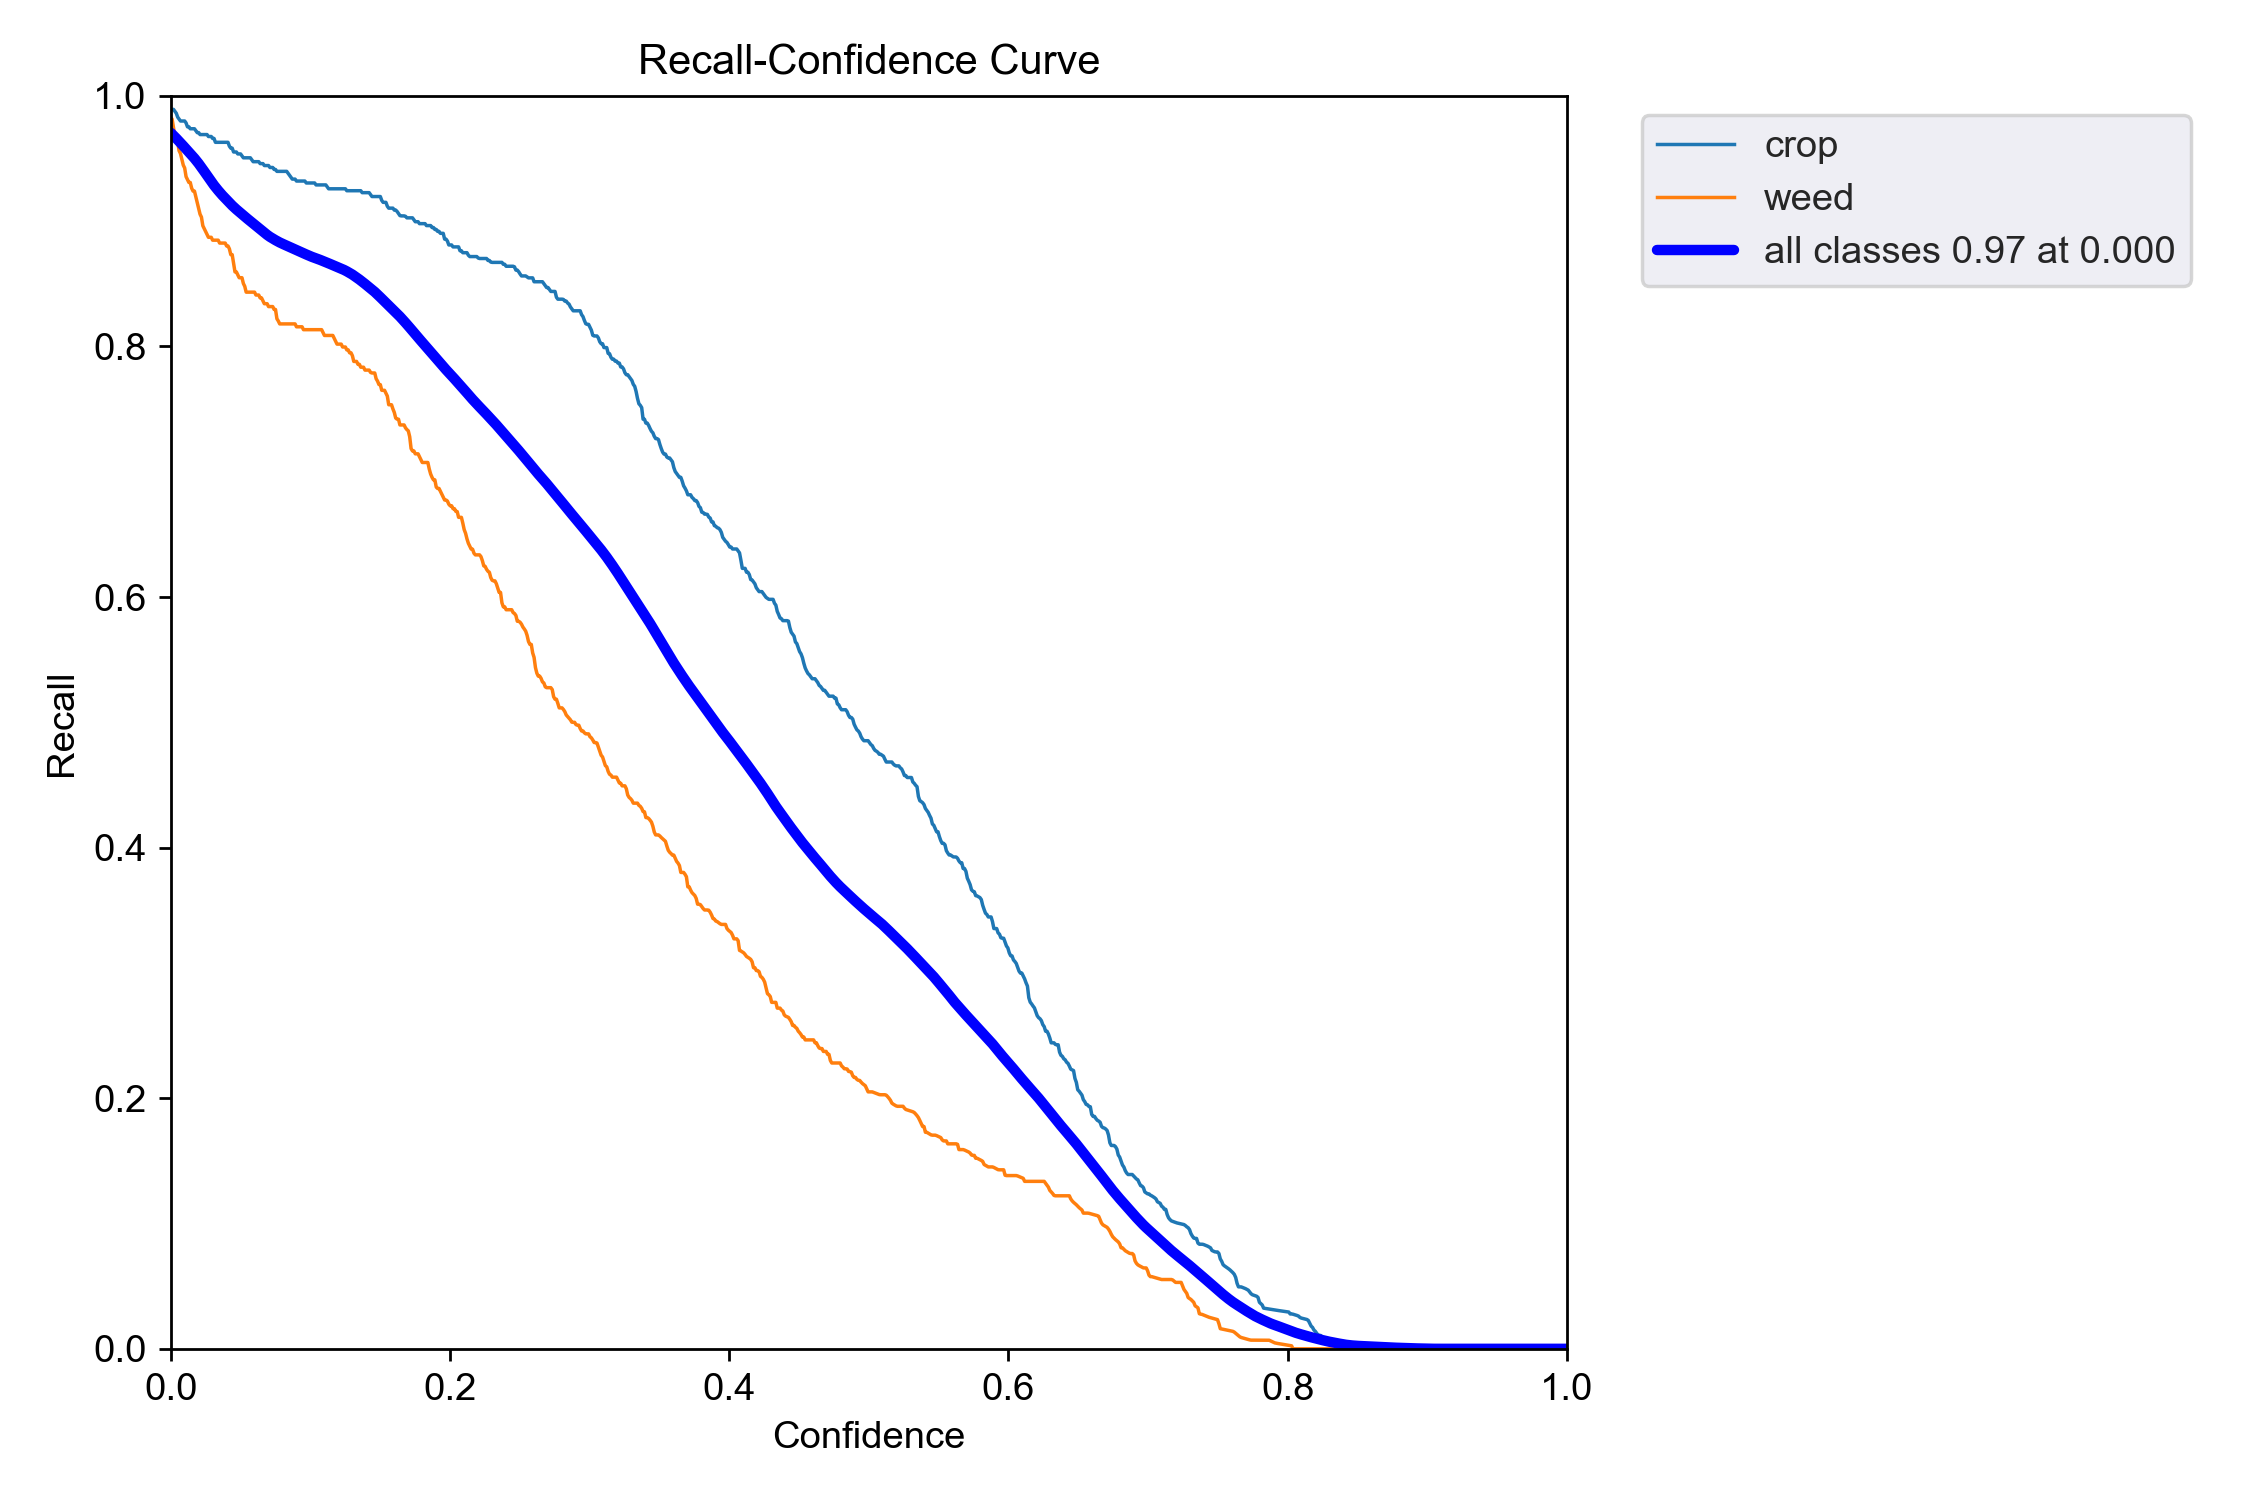 Recall-Confidence Curve
1.0
0.8
0.6
0.4
0.2
0.0
Recall
0.0 0.2 0.4 0.6 0.8 1.0
Confidence
crop
weed
all classes 0.97 at 0.000